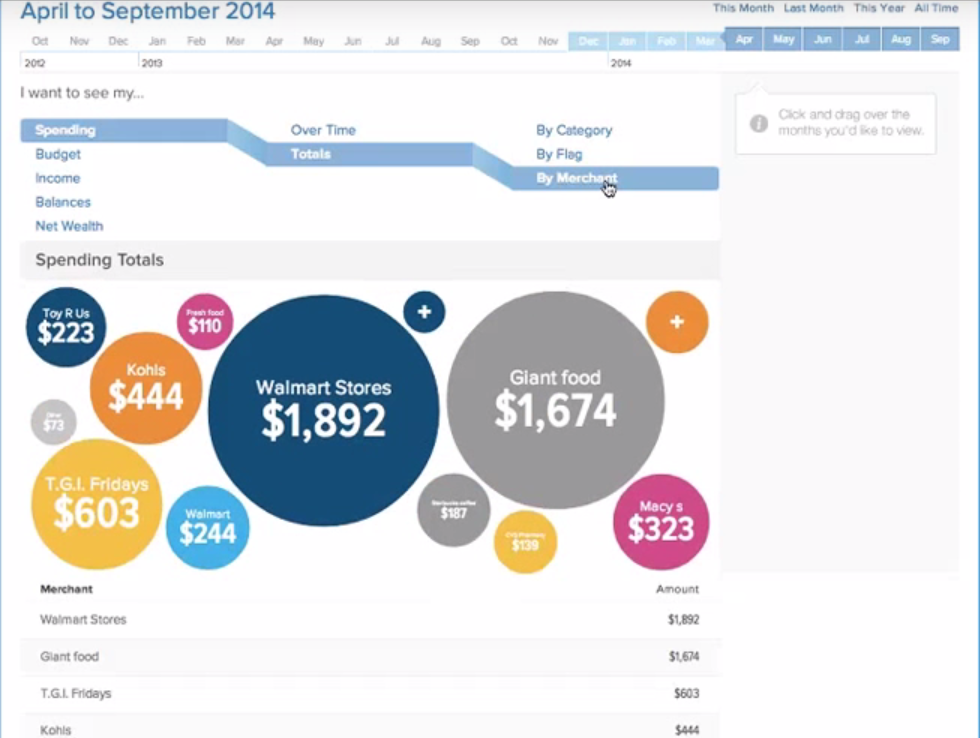 April to September 2014
This Month Last Month This Year All Time
Oct Nov Dec Jan Feb Mar Apr May Jun Jul Aug Sep Oct Nov Dec Jan Feb Mar Apr May Jun Jul Aug Sep
2012 2013 2014
I want to see my...
Click and drag over the
months you'd like to view.
Spending Over Time By Category
Budget Totals By Flag
Income By Merchant
Balances
Net Wealth
Spending Totals
Toy R Us
$223
Fresh food
$110
+
+
Kohls
$444
Walmart Stores
$1,892
Giant food
$1,674
$73
T.G.I. Fridays
$603
Walmart
$244
$187
CVS Pharmacy
$139
Macy s
$323
Merchant Amount
Walmart Stores $1,892
Giant food $1,674
T.G.I. Fridays $603
Kohls $444